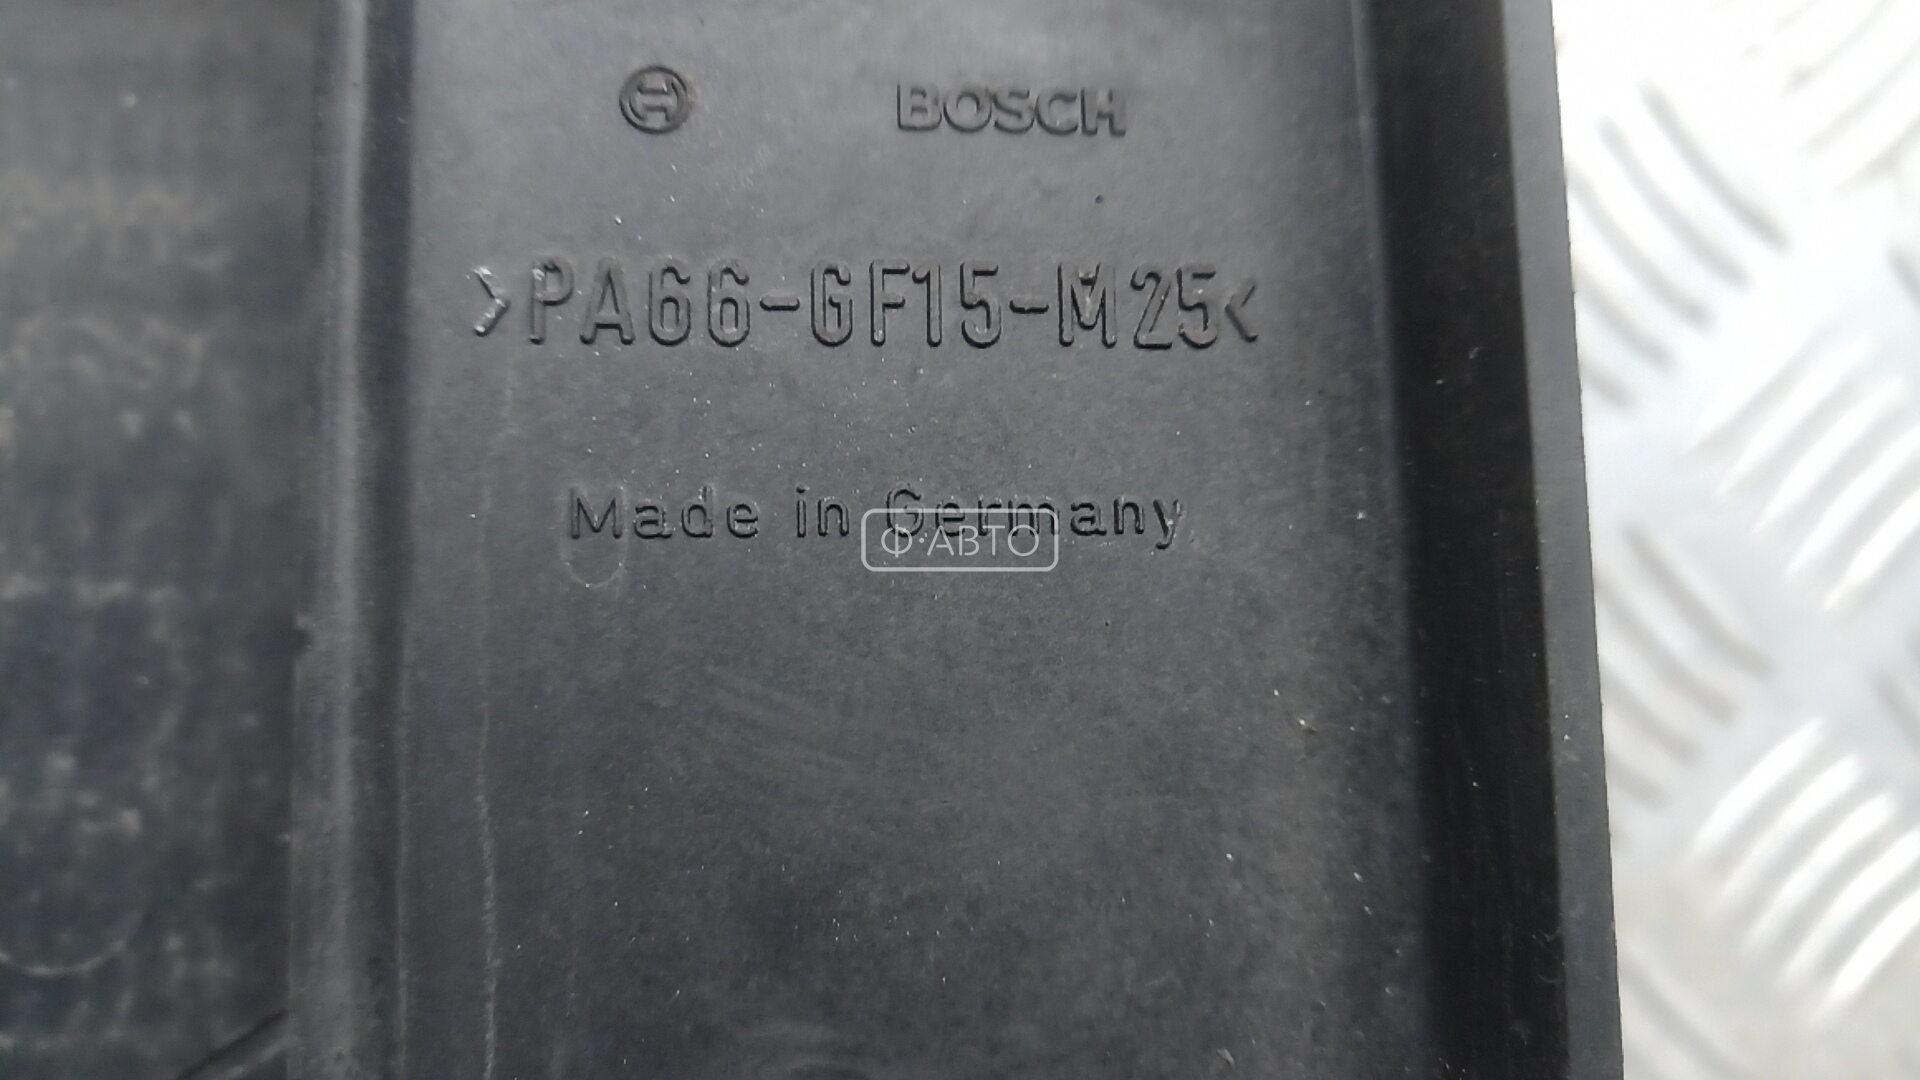 BOSCH
>PA66-GF15-M25<
Made in Germany
Ф·АВТО